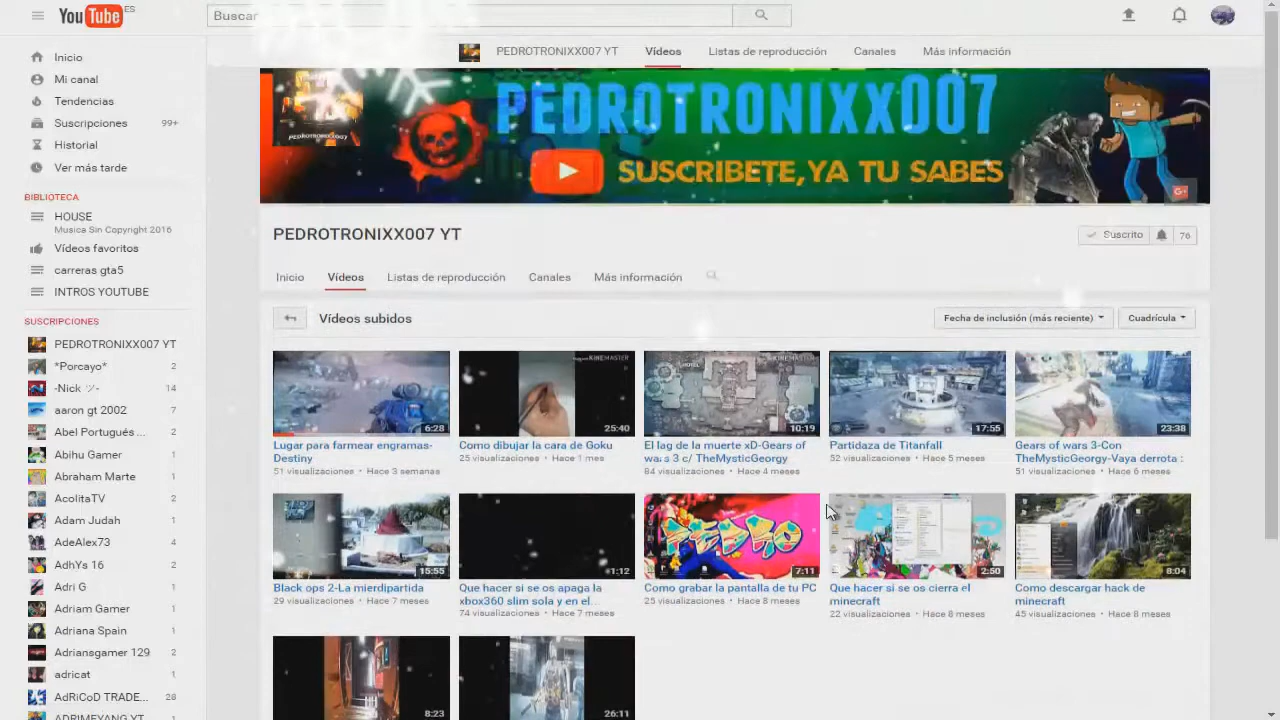 YouTube ES
Buscar
PEDROTRONIXX007 YT
Vídeos
Listas de reproducción
Canales
Más información
Inicio
Mi canal
Tendencias
Suscripciones 99+
Historial
Ver más tarde
BIBLIOTECA
HOUSE
Musica Sin Copyright 2016
Vídeos favoritos
carreras gta5
INTROS YOUTUBE
SUSCRIPCIONES
PEDROTRONIXX007 YT
*Porcayo* 2
-Nick ツ- 14
aaron gt 2002 7
Abel Portugués ... 2
Abihu Gamer 1
Abraham Marte 1
AcolitaTV 2
Adam Judah 1
AdeAlex73 4
AdhYs 16 2
Adri G 1
Adriam Gamer 1
Adriana Spain 1
Adriansgamer 129 2
adricat 1
AdRiCoD TRADE... 28
ADRIMEYANG YT
PEDROTRONIXX007
PEDROTRONIXX007
SUSCRIBETE,YA TU SABES
G+
PEDROTRONIXX007 YT
Suscrito 76
Inicio
Vídeos
Listas de reproducción
Canales
Más información
Vídeos subidos
Fecha de inclusión (más reciente)
Cuadrícula
6:28
Lugar para farmear engramas-
Destiny
51 visualizaciones • Hace 3 semanas
KINEMASTER
25:40
Como dibujar la cara de Goku
25 visualizaciones • Hace 1 mes
KINEMASTER
10:19
El lag de la muerte xD-Gears of
wars 3 c/ TheMysticGeorgy
84 visualizaciones • Hace 4 meses
17:55
Partidaza de Titanfall
52 visualizaciones • Hace 5 meses
23:38
Gears of wars 3-Con
TheMysticGeorgy-Vaya derrota :
51 visualizaciones • Hace 6 meses
15:55
Black ops 2-La mierdipartida
29 visualizaciones • Hace 7 meses
1:12
Que hacer si se os apaga la
xbox360 slim sola y en el...
74 visualizaciones • Hace 7 meses
7:11
Como grabar la pantalla de tu PC
25 visualizaciones • Hace 8 meses
2:50
Que hacer si se os cierra el
minecraft
22 visualizaciones • Hace 8 meses
8:04
Como descargar hack de
minecraft
45 visualizaciones • Hace 8 meses
8:23
26:11